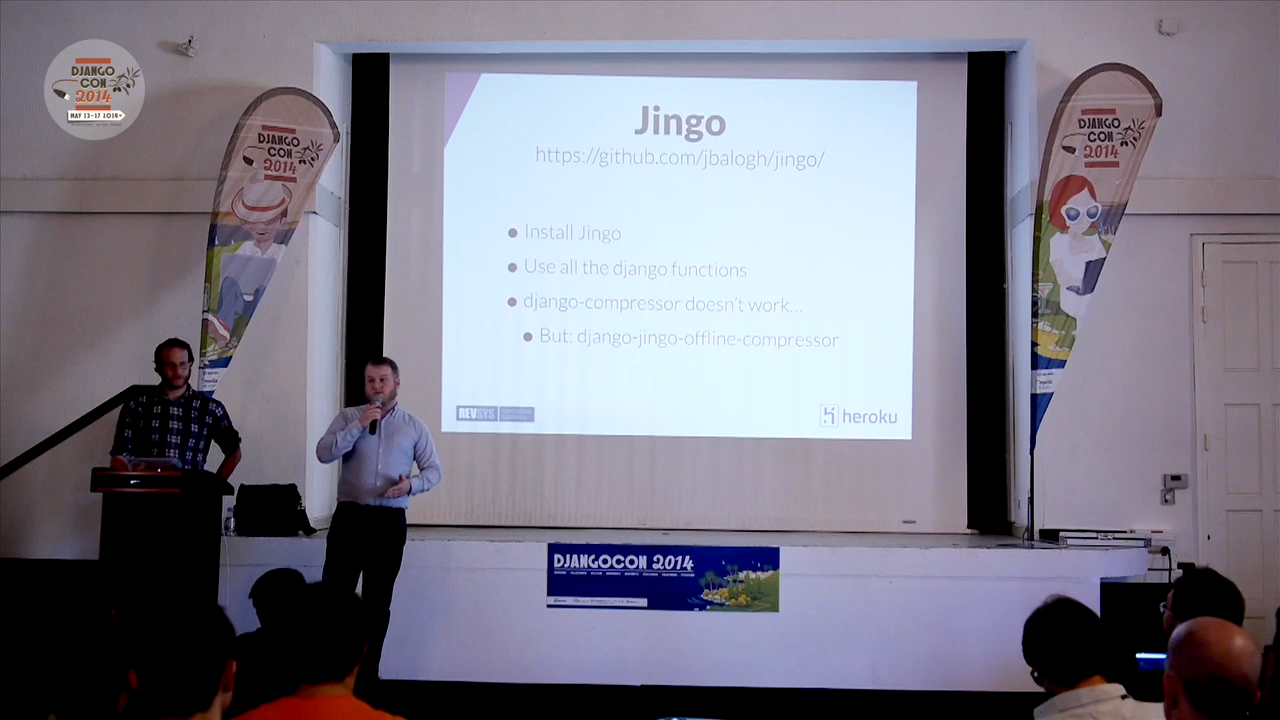 DJANGO
CON
2014
MAY 13-17 2014
DJANGO
CON
2014
Jingo
https://github.com/jbalogh/jingo/
Install Jingo
Use all the django functions
django-compressor doesn't work...
But: django-jingo-offline-compressor
REVSYS
heroku
DJANGO
CON
2014
DJANGOCON 2014